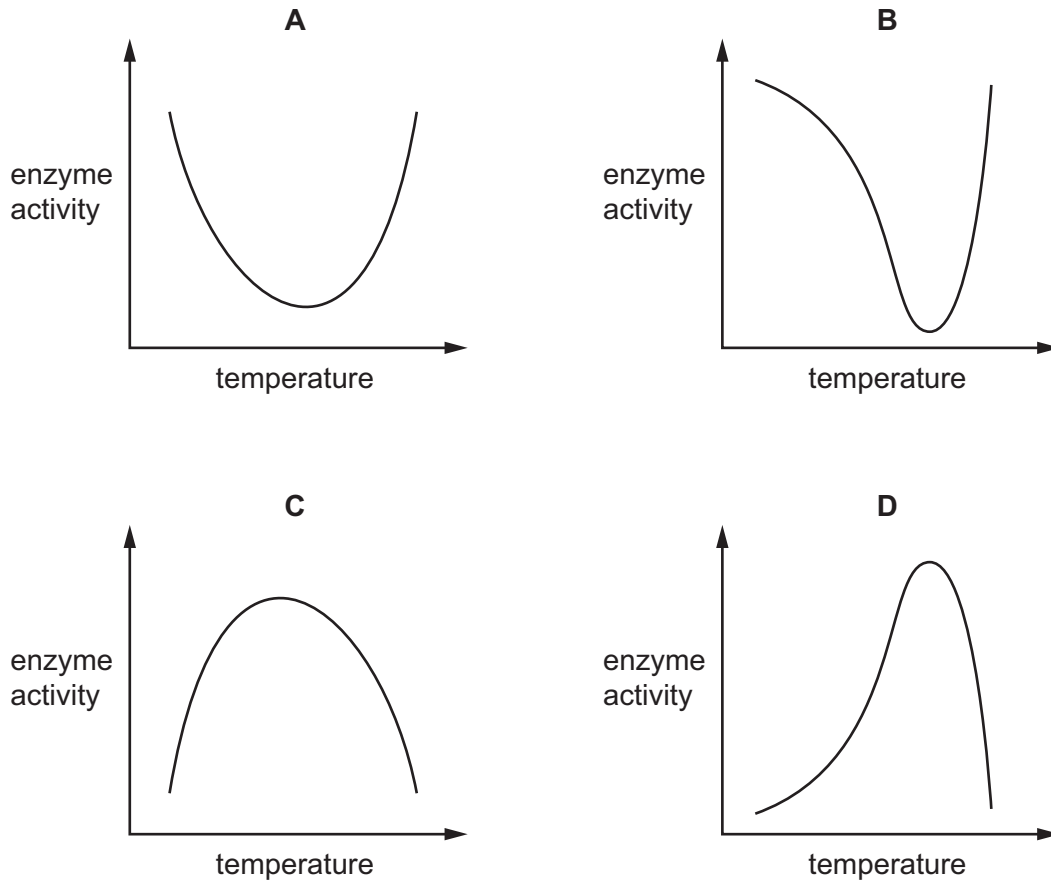 A
enzyme
activity
temperature
B
enzyme
activity
temperature
C
enzyme
activity
temperature
D
enzyme
activity
temperature